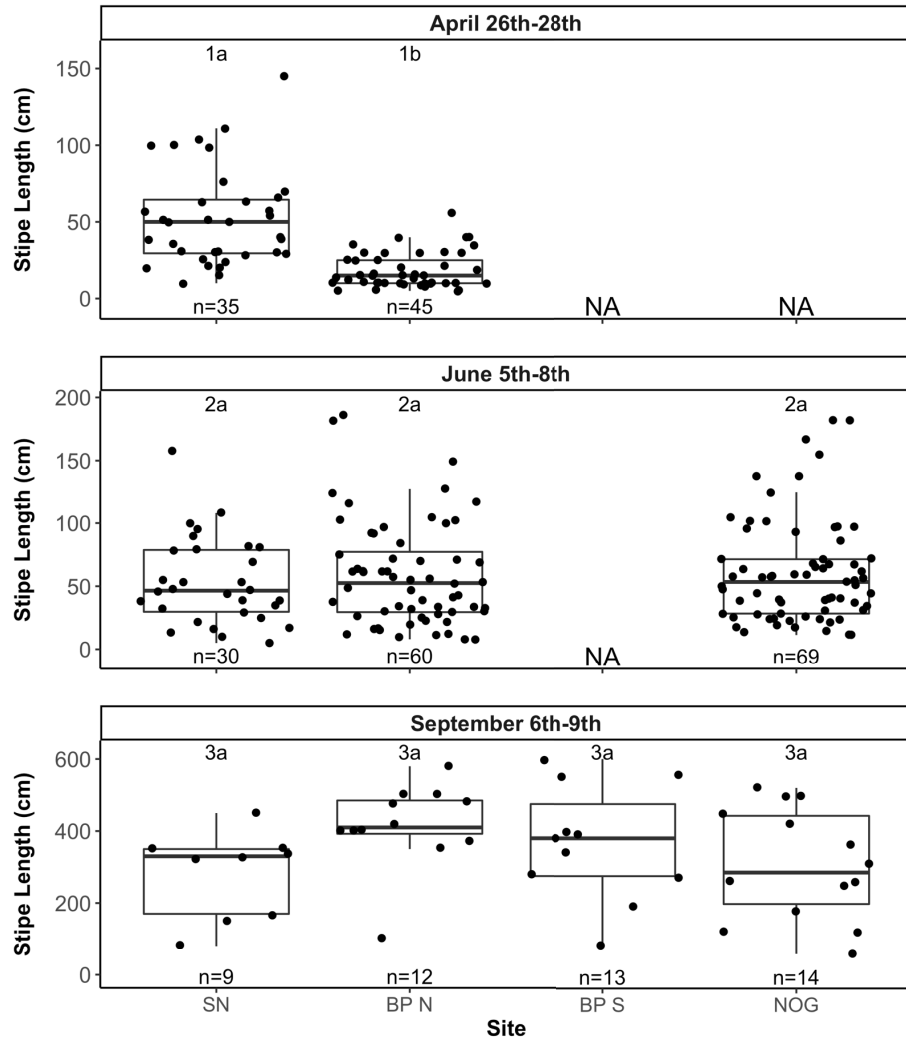 April 26th-28th
1a 1b
150
100
50
0
Stipe Length (cm)
n=35 n=45 NA NA
June 5th-8th
2a 2a 2a
200
150
100
50
0
Stipe Length (cm)
n=30 n=60 NA n=69
September 6th-9th
3a 3a 3a 3a
600
400
200
0
Stipe Length (cm)
n=9 n=12 n=13 n=14
SN BP N BP S NOG
Site